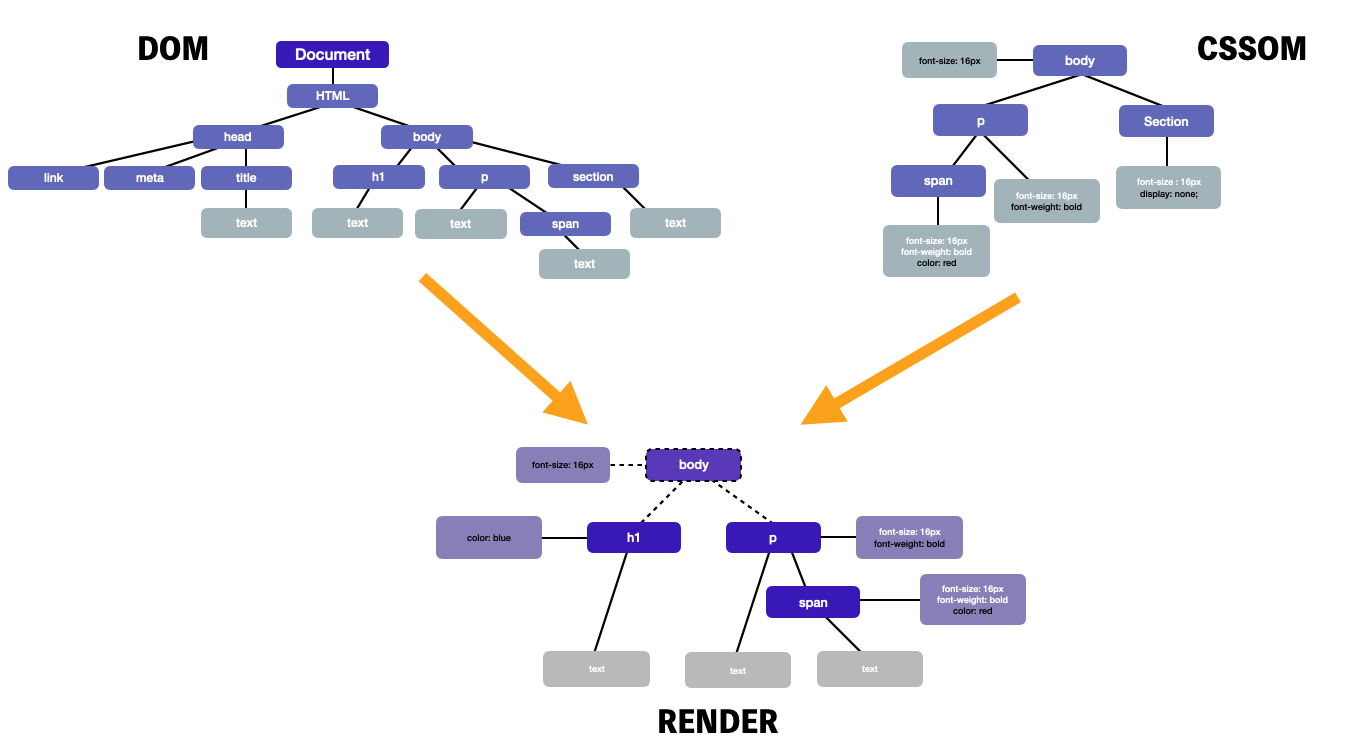 DOM
Document
HTML
head
body
link
meta
title
h1
p
section
text
text
text
span
text
text
CSSOM
font-size: 16px
body
p
Section
span
font-size: 16px
font-weight: bold
font-size : 16px
display: none;
font-size: 16px
font-weight: bold
color: red
font-size: 16px
body
color: blue
h1
p
font-size: 16px
font-weight: bold
span
font-size: 16px
font-weight: bold
color: red
text
text
text
RENDER